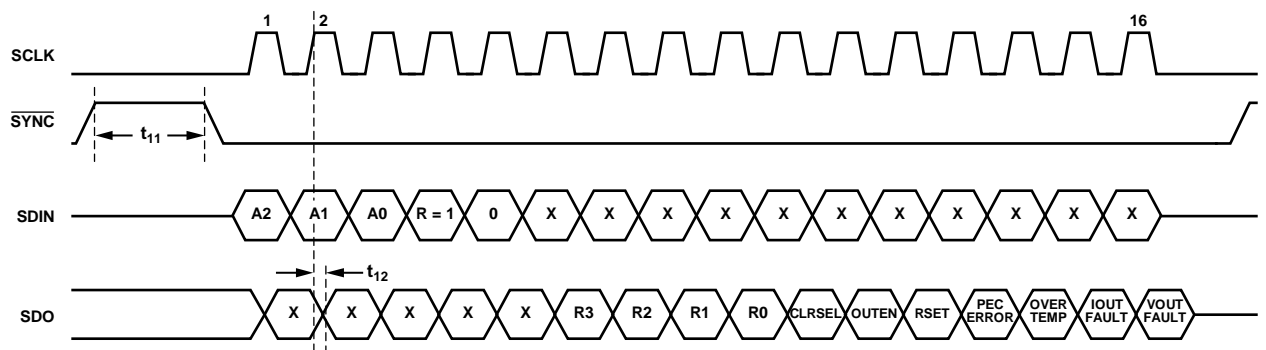 1 2 16
SCLK
SYNC
t11
SDIN A2 A1 A0 R = 1 0 X X X X X X X X X X X
t12
SDO X X X X X R3 R2 R1 R0 CLRSEL OUTEN RSET PEC ERROR OVER TEMP IOUT FAULT VOUT FAULT